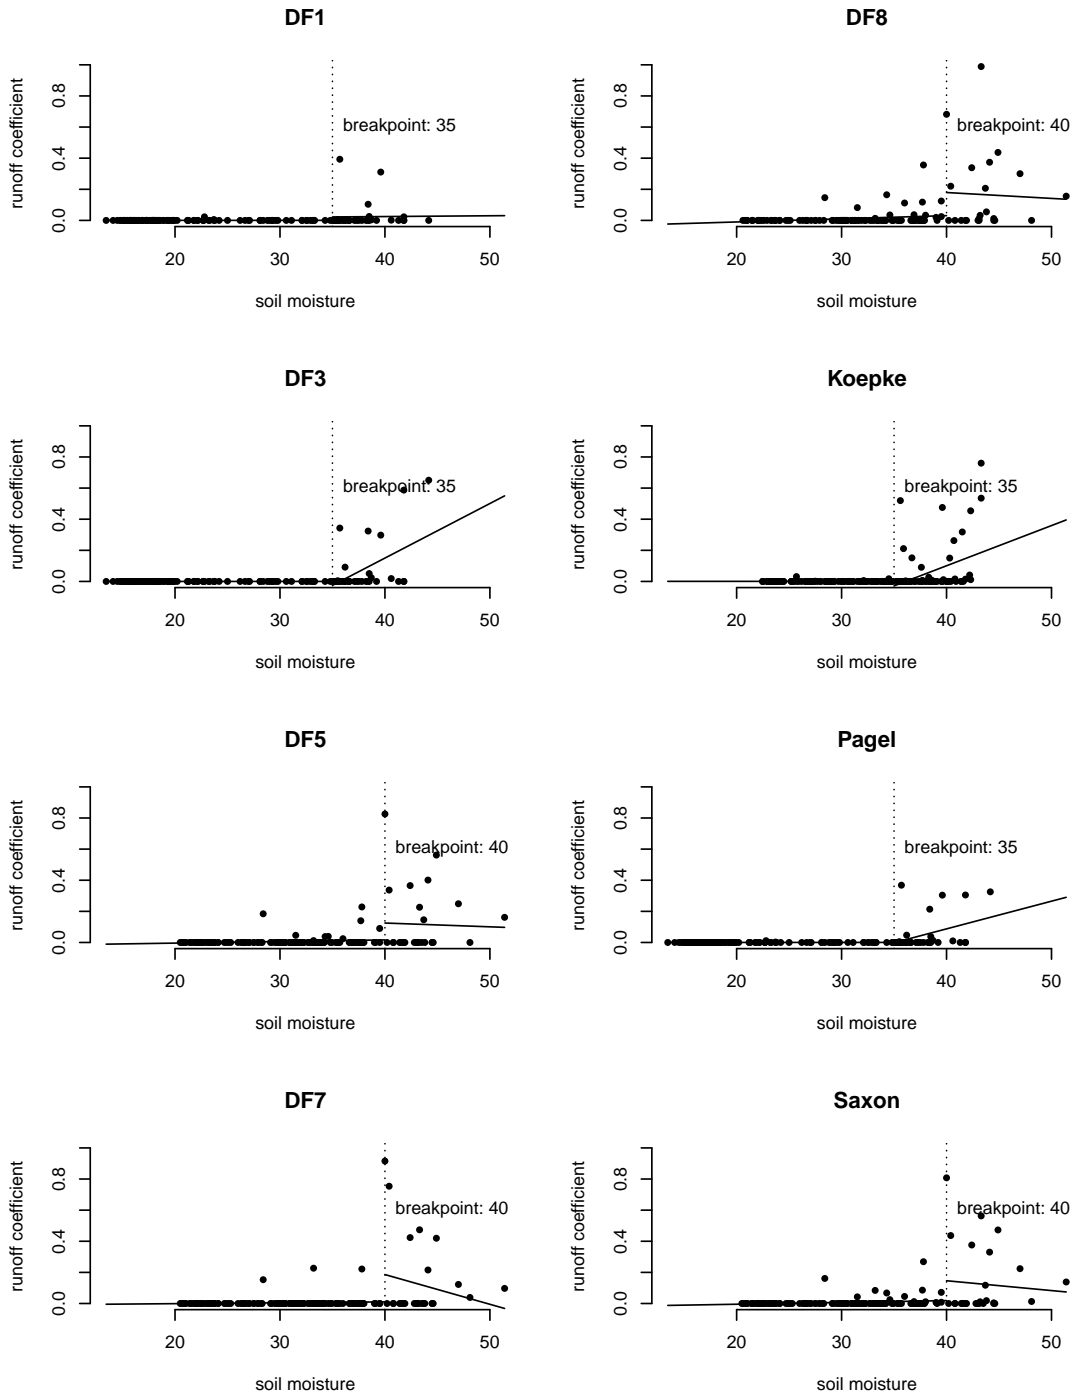 DF1
runoff coefficient
0.0 0.4 0.8
breakpoint: 35
20 30 40 50
soil moisture
DF8
runoff coefficient
0.0 0.4 0.8
breakpoint: 40
20 30 40 50
soil moisture
DF3
runoff coefficient
0.0 0.4 0.8
breakpoint: 35
20 30 40 50
soil moisture
Koepke
runoff coefficient
0.0 0.4 0.8
breakpoint: 35
20 30 40 50
soil moisture
DF5
runoff coefficient
0.0 0.4 0.8
breakpoint: 40
20 30 40 50
soil moisture
Pagel
runoff coefficient
0.0 0.4 0.8
breakpoint: 35
20 30 40 50
soil moisture
DF7
runoff coefficient
0.0 0.4 0.8
breakpoint: 40
20 30 40 50
soil moisture
Saxon
runoff coefficient
0.0 0.4 0.8
breakpoint: 40
20 30 40 50
soil moisture